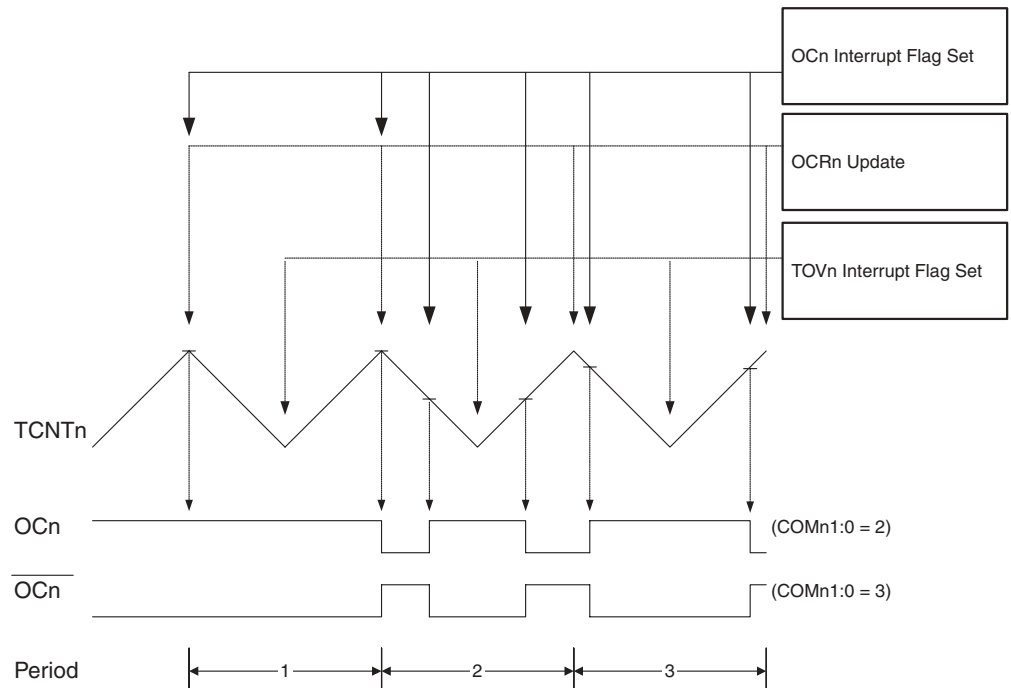 OCn Interrupt Flag Set
OCRn Update
TOVn Interrupt Flag Set
TCNTn
OCn
(COMn1:0 = 2)
OCn
(COMn1:0 = 3)
Period
1
2
3